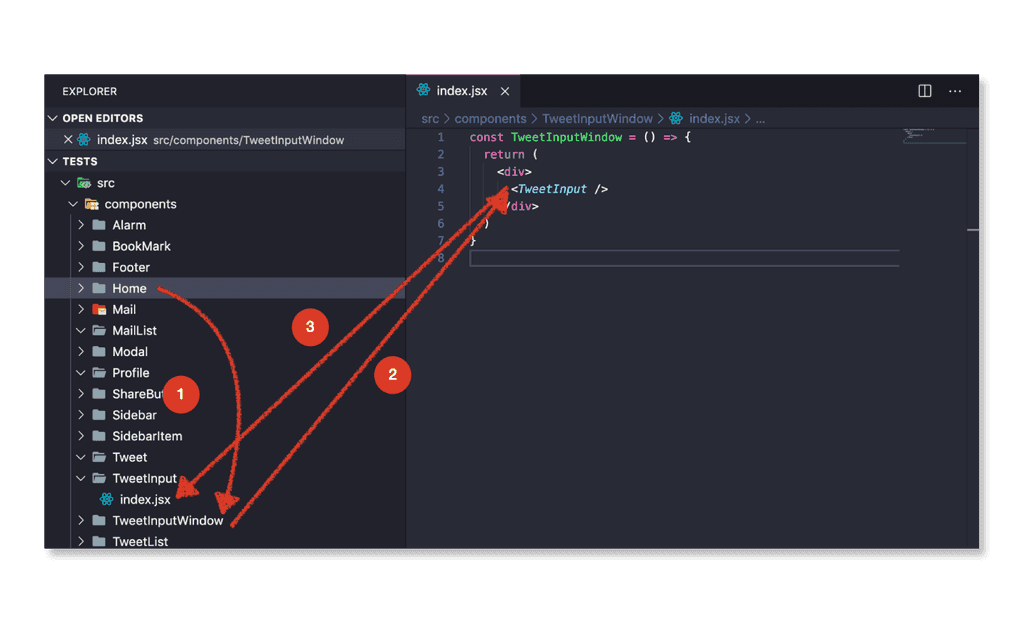 EXPLORER
OPEN EDITORS
index.jsx src/components/TweetInputWindow
TESTS
src
components
Alarm
BookMark
Footer
Home
Mail
MailList
Modal
Profile
ShareBu
Sidebar
SidebarItem
Tweet
TweetInput
index.jsx
TweetInputWindow
TweetList
1
2
3
index.jsx
src > components > TweetInputWindow > index.jsx > ...
1 const TweetInputWindow = () => {
2 return (
3 <div>
4 <TweetInput />
5 /div>
6 )
7 }
8